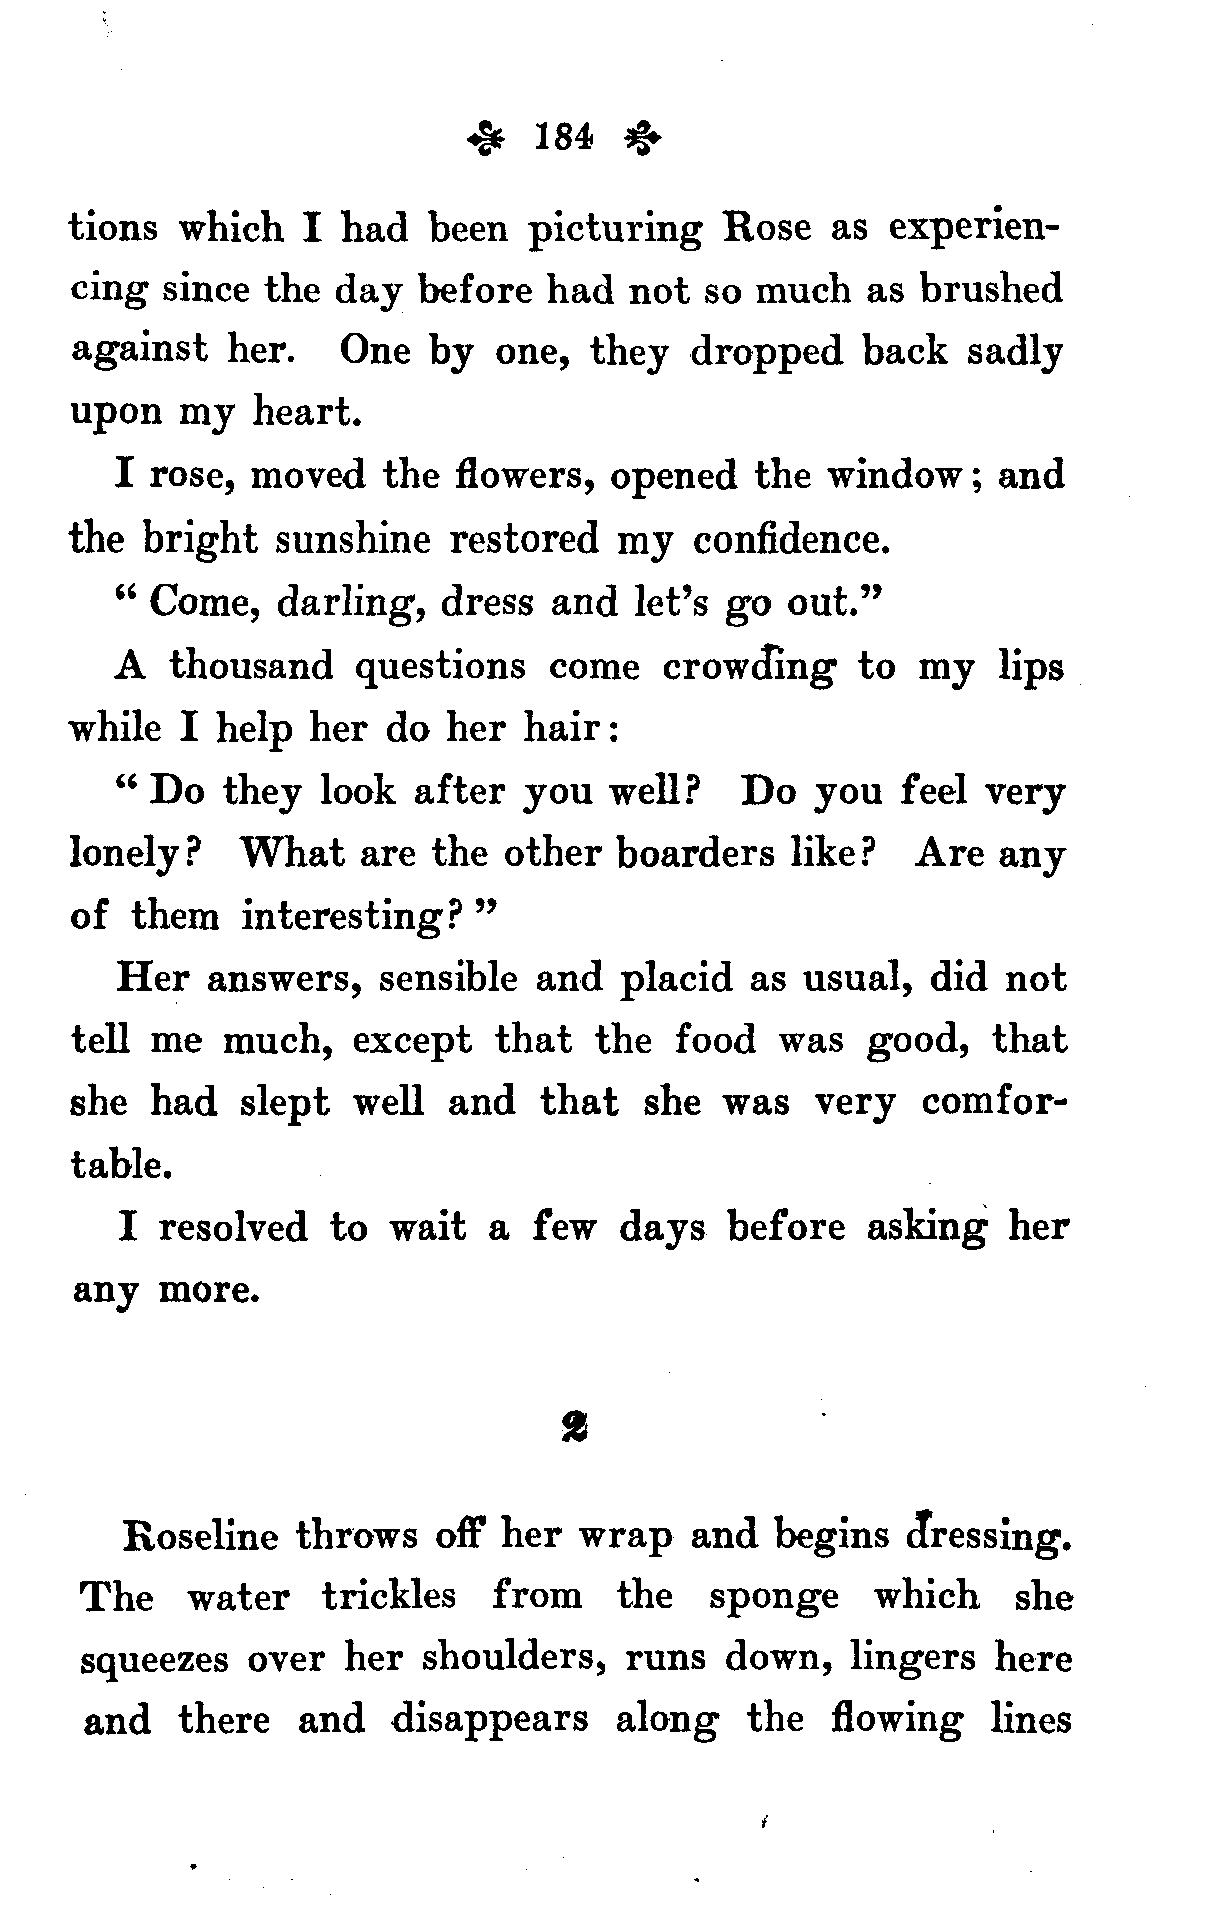 184
tions which I had been picturing Rose as experien-
cing since the day before had not so much as brushed
against her. One by one, they dropped back sadly
upon my heart.
I rose, moved the flowers, opened the window; and
the bright sunshine restored my confidence.
“ Come, darling, dress and let’s go out.”
A thousand questions come crowding to my lips
while I help her do her hair:
“ Do they look after you well? Do you feel very
lonely? What are the other boarders like? Are any
of them interesting? ”
Her answers, sensible and placid as usual, did not
tell me much, except that the food was good, that
she had slept well and that she was very comfor-
table.
I resolved to wait a few days before asking her
any more.
2
Roseline throws off her wrap and begins dressing.
The water trickles from the sponge which she
squeezes over her shoulders, runs down, lingers here
and there and disappears along the flowing lines